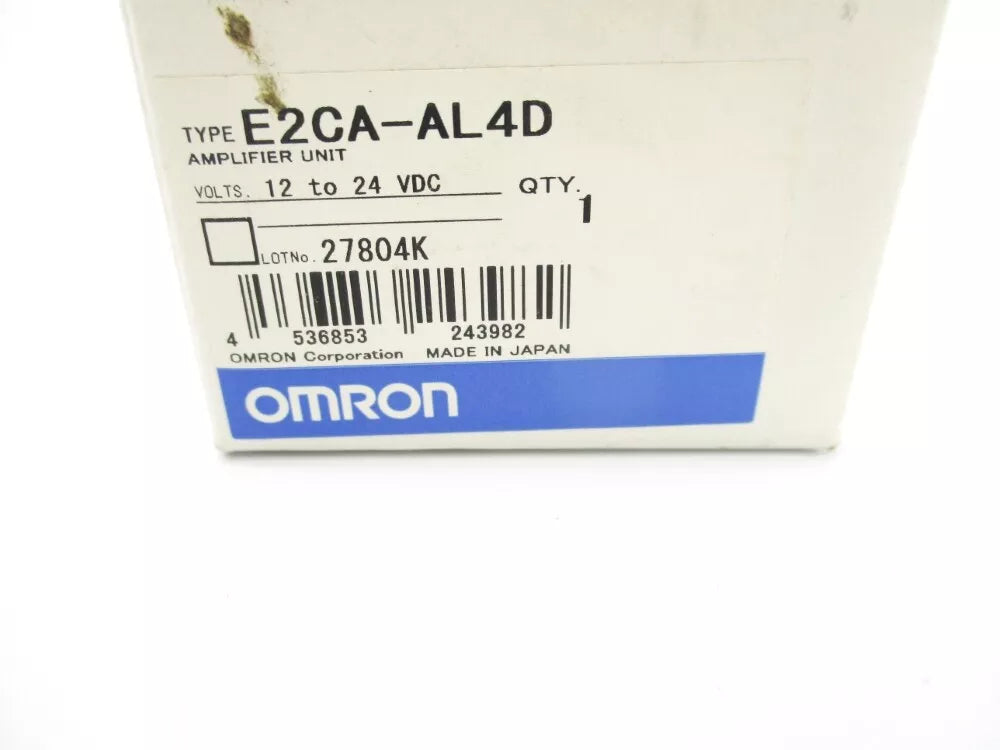 TYPE E2CA-AL4D
AMPLIFIER UNIT
VOLTS. 12 to 24 VDC QTY.
1
LOTNo. 27804K
4 536853 243982
OMRON Corporation MADE IN JAPAN
OMRON